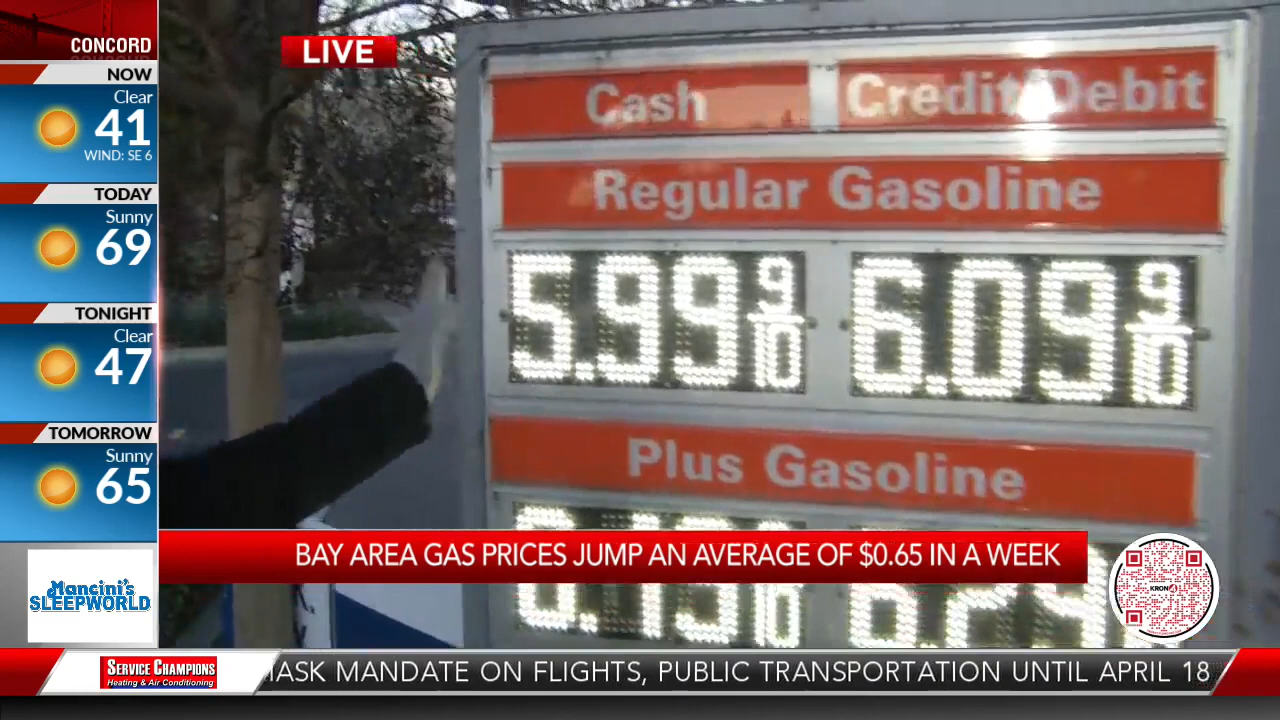 CONCORD
NOW
Clear
41
WIND: SE 6
TODAY
Sunny
69
TONIGHT
Clear
47
TOMORROW
Sunny
65
Mancini's
SLEEPWORLD
LIVE
Cash Credit/Debit
Regular Gasoline
5.99 9/10 6.09 9/10
Plus Gasoline
BAY AREA GAS PRICES JUMP AN AVERAGE OF $0.65 IN A WEEK
KRON4
SERVICE CHAMPIONS
Heating & Air Conditioning
MASK MANDATE ON FLIGHTS, PUBLIC TRANSPORTATION UNTIL APRIL 18